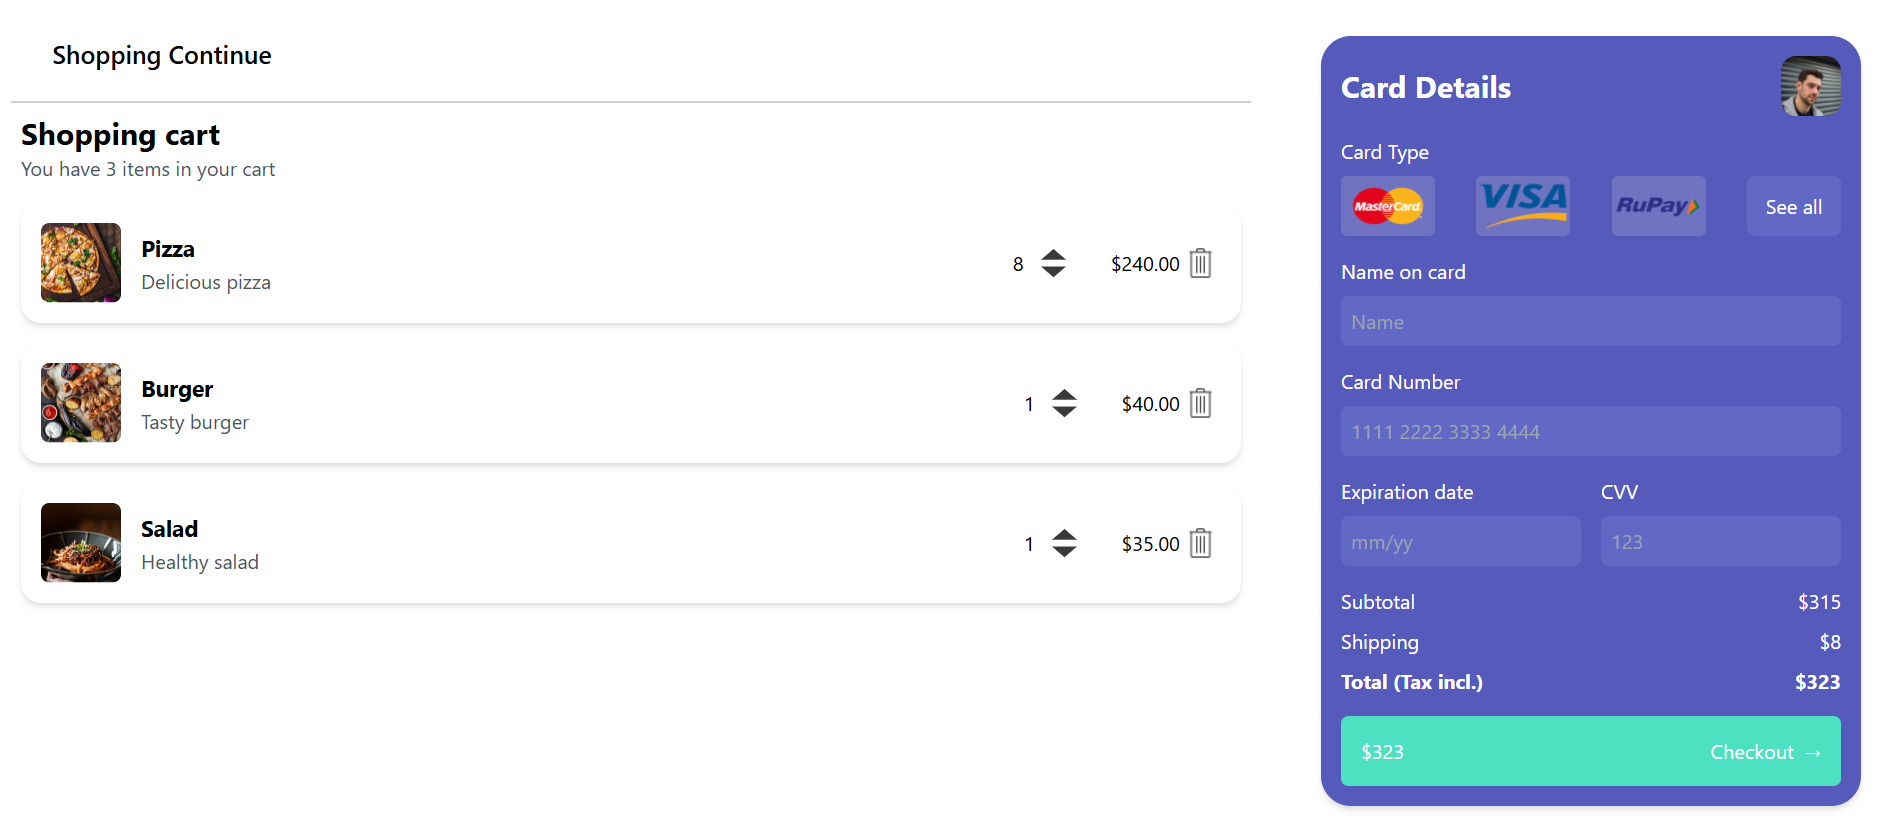 Shopping Continue
Shopping cart
You have 3 items in your cart
Pizza
Delicious pizza
8 $240.00
Burger
Tasty burger
1 $40.00
Salad
Healthy salad
1 $35.00
Card Details
Card Type
MasterCard VISA RuPay See all
Name on card
Name
Card Number
1111 2222 3333 4444
Expiration date CVV
mm/yy 123
Subtotal $315
Shipping $8
Total (Tax incl.) $323
$323 Checkout →